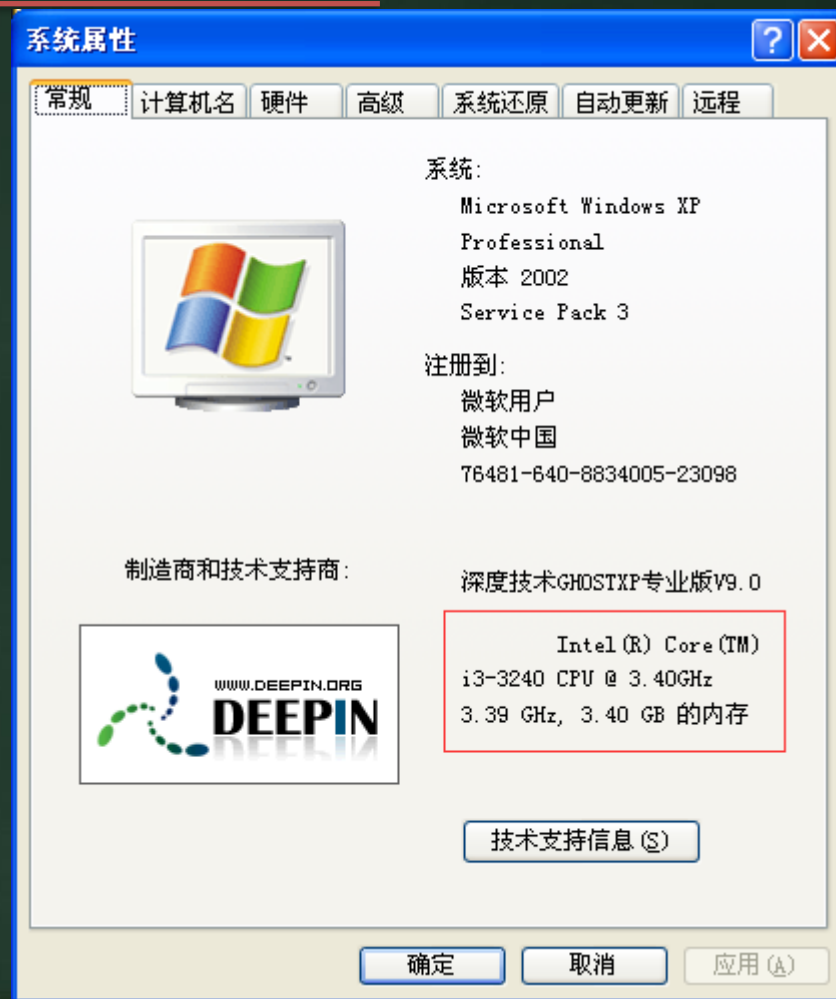 系统属性
常规
计算机名
硬件
高级
系统还原
自动更新
远程
系统:
Microsoft Windows XP
Professional
版本 2002
Service Pack 3
注册到:
微软用户
微软中国
76481-640-8834005-23098
制造商和技术支持商:
深度技术GHOSTXP专业版V9.0
WWW.DEEPIN.ORG
DEEPIN
Intel(R) Core(TM)
i3-3240 CPU @ 3.40GHz
3.39 GHz, 3.40 GB 的内存
技术支持信息(S)
确定
取消
应用(A)